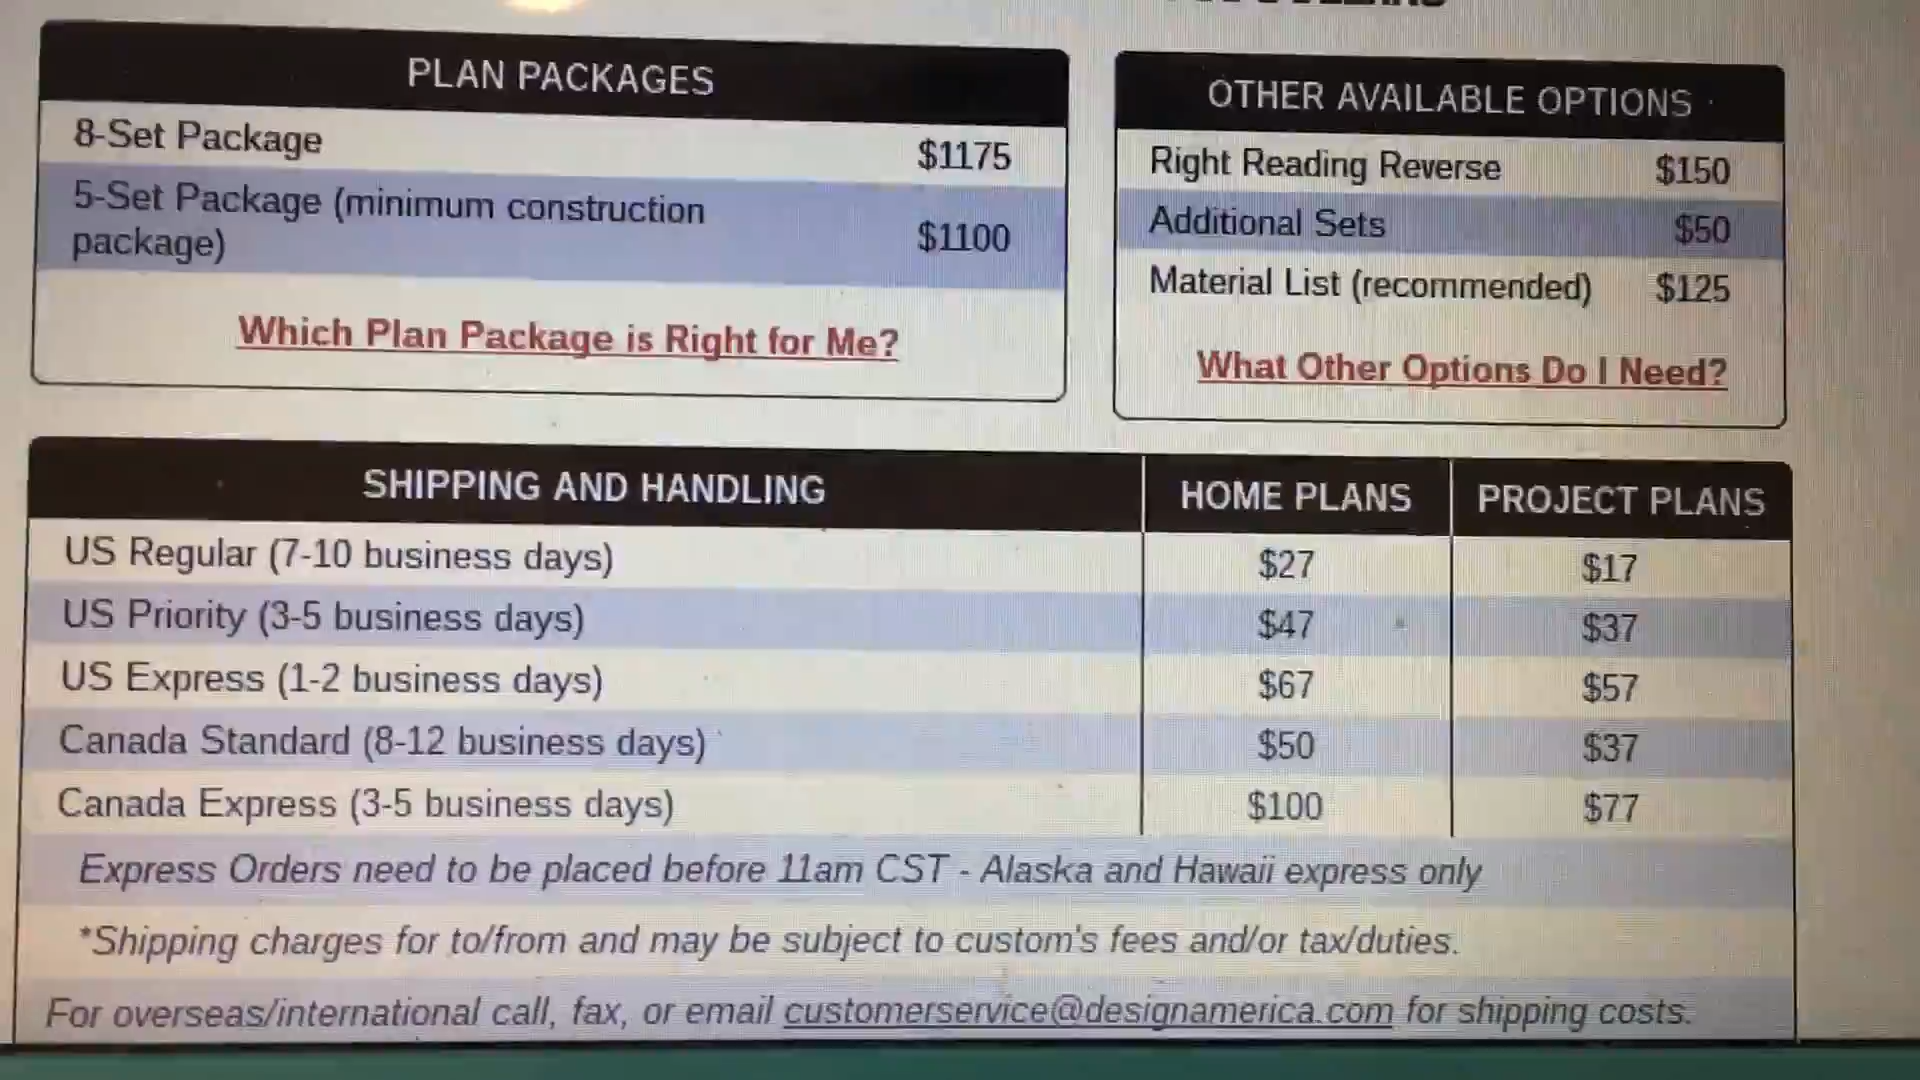 PLAN PACKAGES
8-Set Package $1175
5-Set Package (minimum construction
package) $1100
Which Plan Package is Right for Me?
OTHER AVAILABLE OPTIONS
Right Reading Reverse $150
Additional Sets $50
Material List (recommended) $125
What Other Options Do I Need?
SHIPPING AND HANDLING HOME PLANS PROJECT PLANS
US Regular (7-10 business days) $27 $17
US Priority (3-5 business days) $47 $37
US Express (1-2 business days) $67 $57
Canada Standard (8-12 business days) $50 $37
Canada Express (3-5 business days) $100 $77
Express Orders need to be placed before 11am CST - Alaska and Hawaii express only
*Shipping charges for to/from and may be subject to custom's fees and/or tax/duties.
For overseas/international call, fax, or email customerservice@designamerica.com for shipping costs.